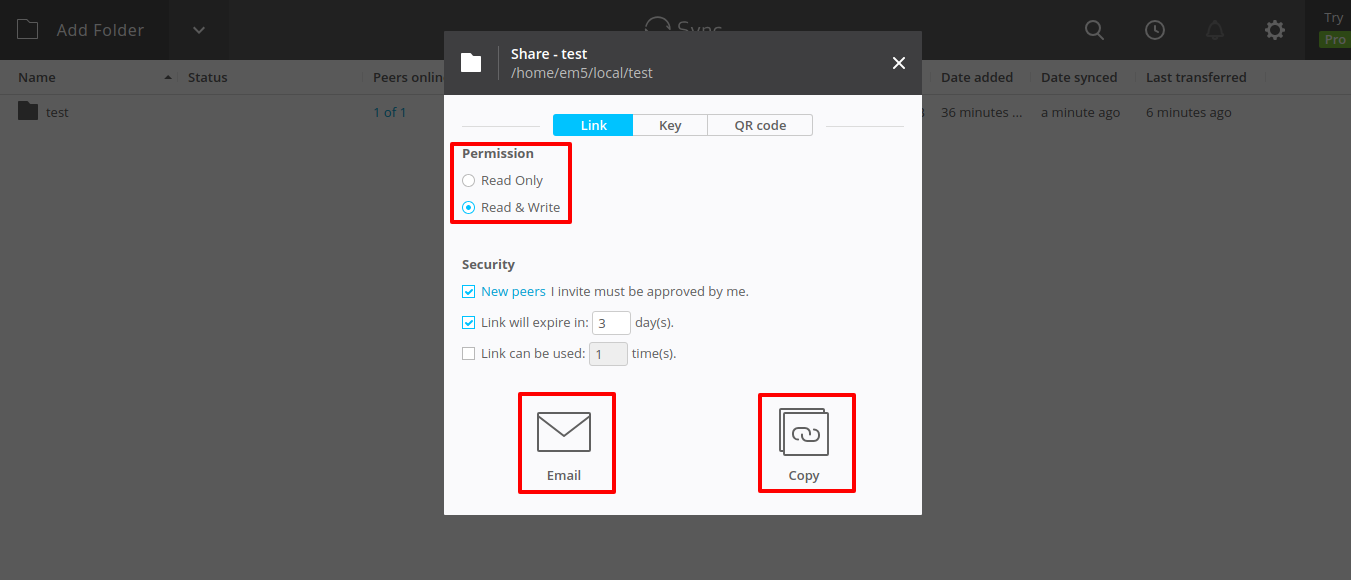 Add Folder
Sync
Try
Pro
Share - test
/home/em5/local/test
Name Status Peers onlin Date added Date synced Last transferred
test 1 of 1 36 minutes ... a minute ago 6 minutes ago
Link Key QR code
Permission
Read Only
Read & Write
Security
New peers I invite must be approved by me.
Link will expire in: 3 day(s).
Link can be used: 1 time(s).
Email Copy